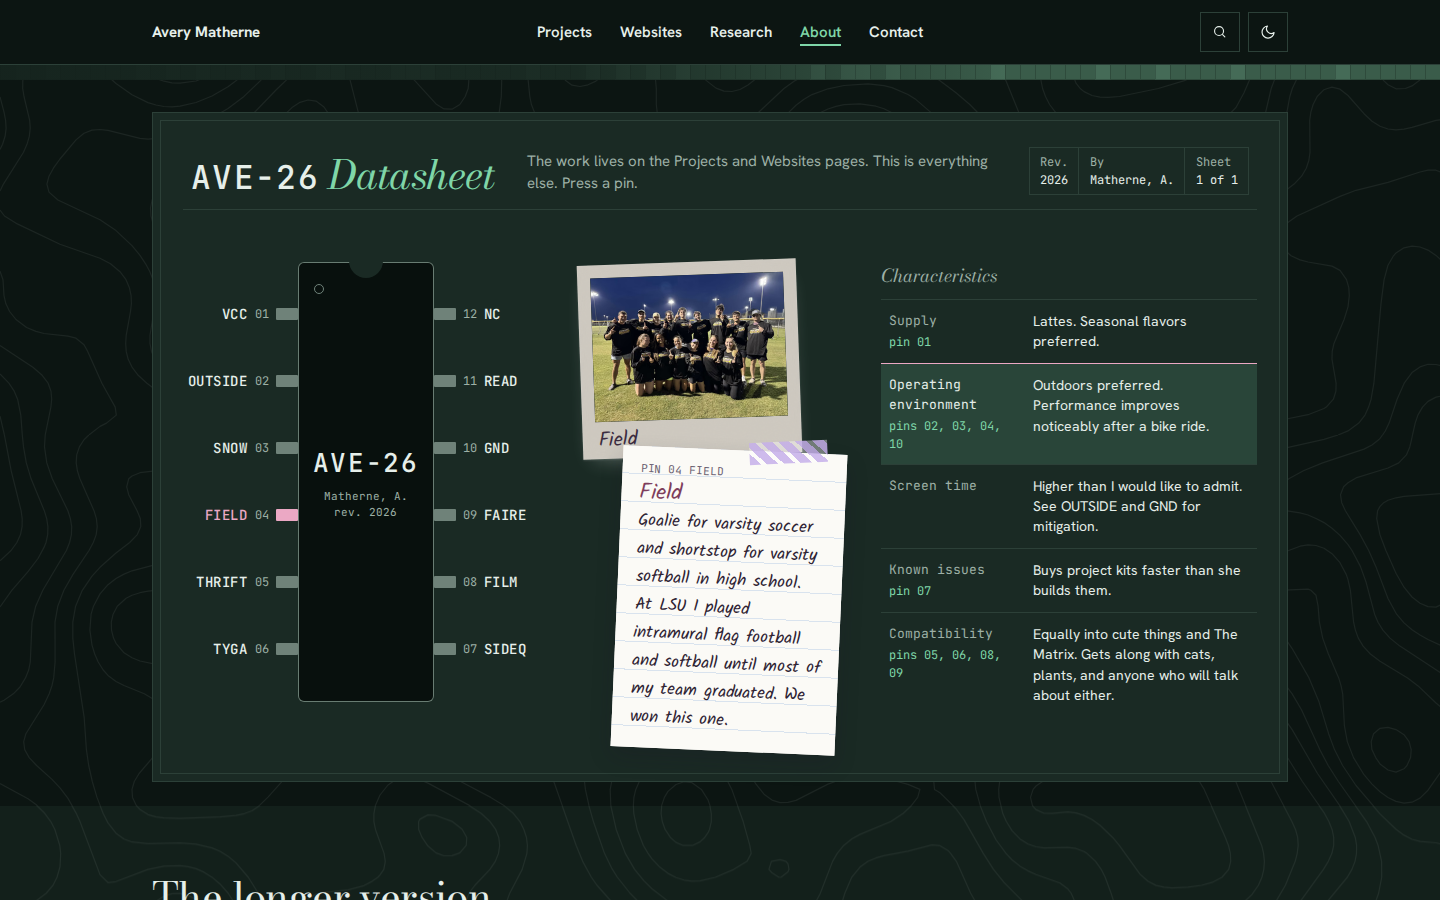 Avery Matherne
Projects
Websites
Research
About
Contact
AVE-26 Datasheet
The work lives on the Projects and Websites pages. This is everything
else. Press a pin.
Rev.
2026
By
Matherne, A.
Sheet
1 of 1
VCC 01
OUTSIDE 02
SNOW 03
FIELD 04
THRIFT 05
TYGA 06
AVE-26
Matherne, A.
rev. 2026
12 NC
11 READ
10 GND
09 FAIRE
08 FILM
07 SIDEQ
Field
PIN 04 FIELD
Field
Goalie for varsity soccer
and shortstop for varsity
softball in high school.
At LSU I played
intramural flag football
and softball until most of
my team graduated. We
won this one.
Characteristics
Supply
pin 01
Lattes. Seasonal flavors
preferred.
Operating
environment
pins 02, 03, 04,
10
Outdoors preferred.
Performance improves
noticeably after a bike ride.
Screen time
Higher than I would like to admit.
See OUTSIDE and GND for
mitigation.
Known issues
pin 07
Buys project kits faster than she
builds them.
Compatibility
pins 05, 06, 08,
09
Equally into cute things and The
Matrix. Gets along with cats,
plants, and anyone who will talk
about either.
The longer version